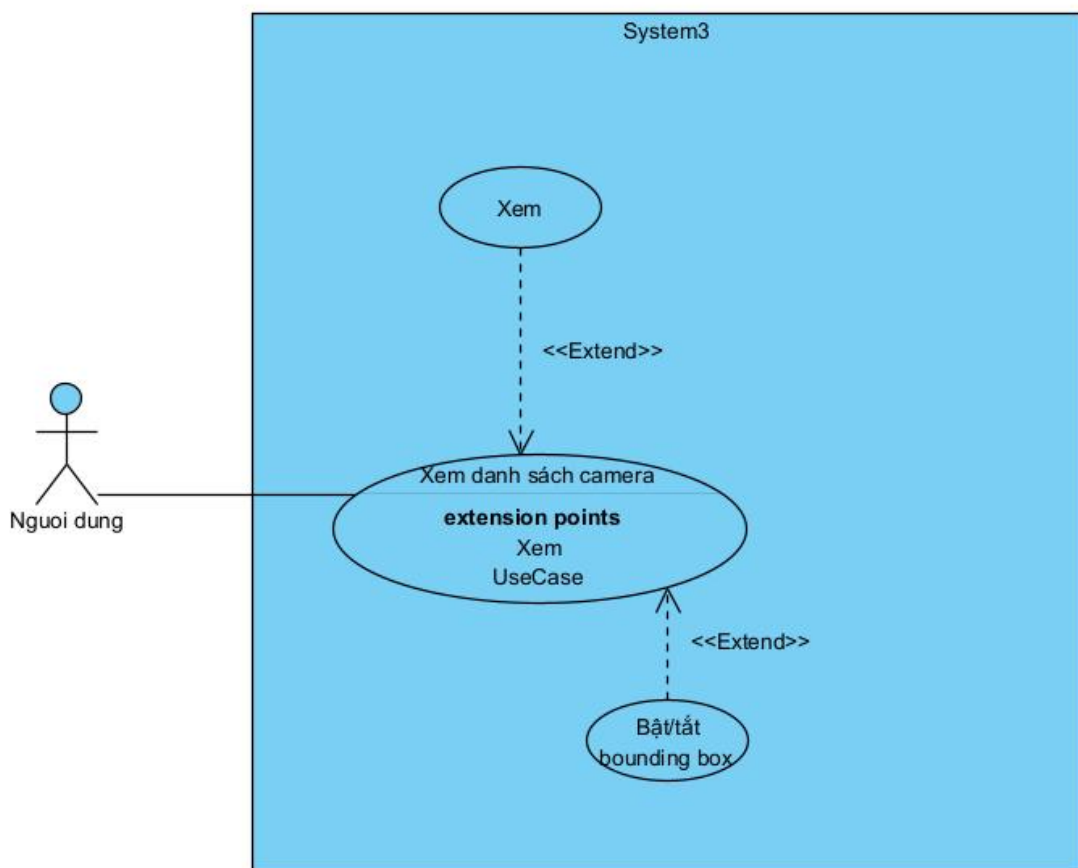 System3
Xem
<<Extend>>
Nguoi dung
Xem danh sách camera
extension points
Xem
UseCase
<<Extend>>
Bật/tắt
bounding box